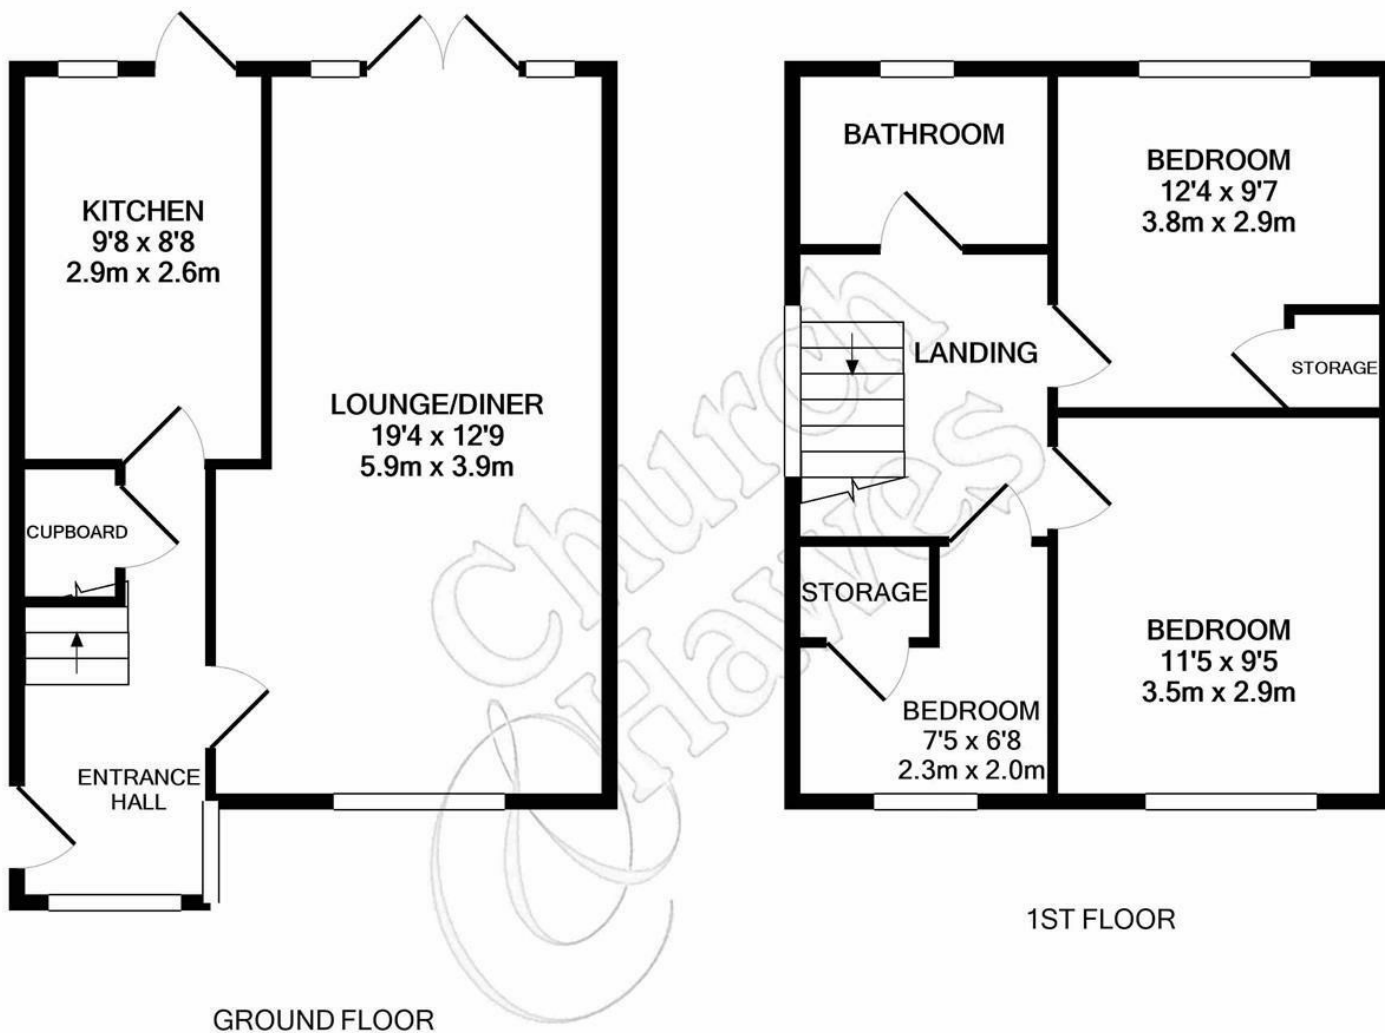 KITCHEN
9'8 x 8'8
2.9m x 2.6m
LOUNGE/DINER
19'4 x 12'9
5.9m x 3.9m
CUPBOARD
ENTRANCE
HALL
GROUND FLOOR
BATHROOM
BEDROOM
12'4 x 9'7
3.8m x 2.9m
LANDING
STORAGE
STORAGE
BEDROOM
11'5 x 9'5
3.5m x 2.9m
BEDROOM
7'5 x 6'8
2.3m x 2.0m
1ST FLOOR
Church
Hawes